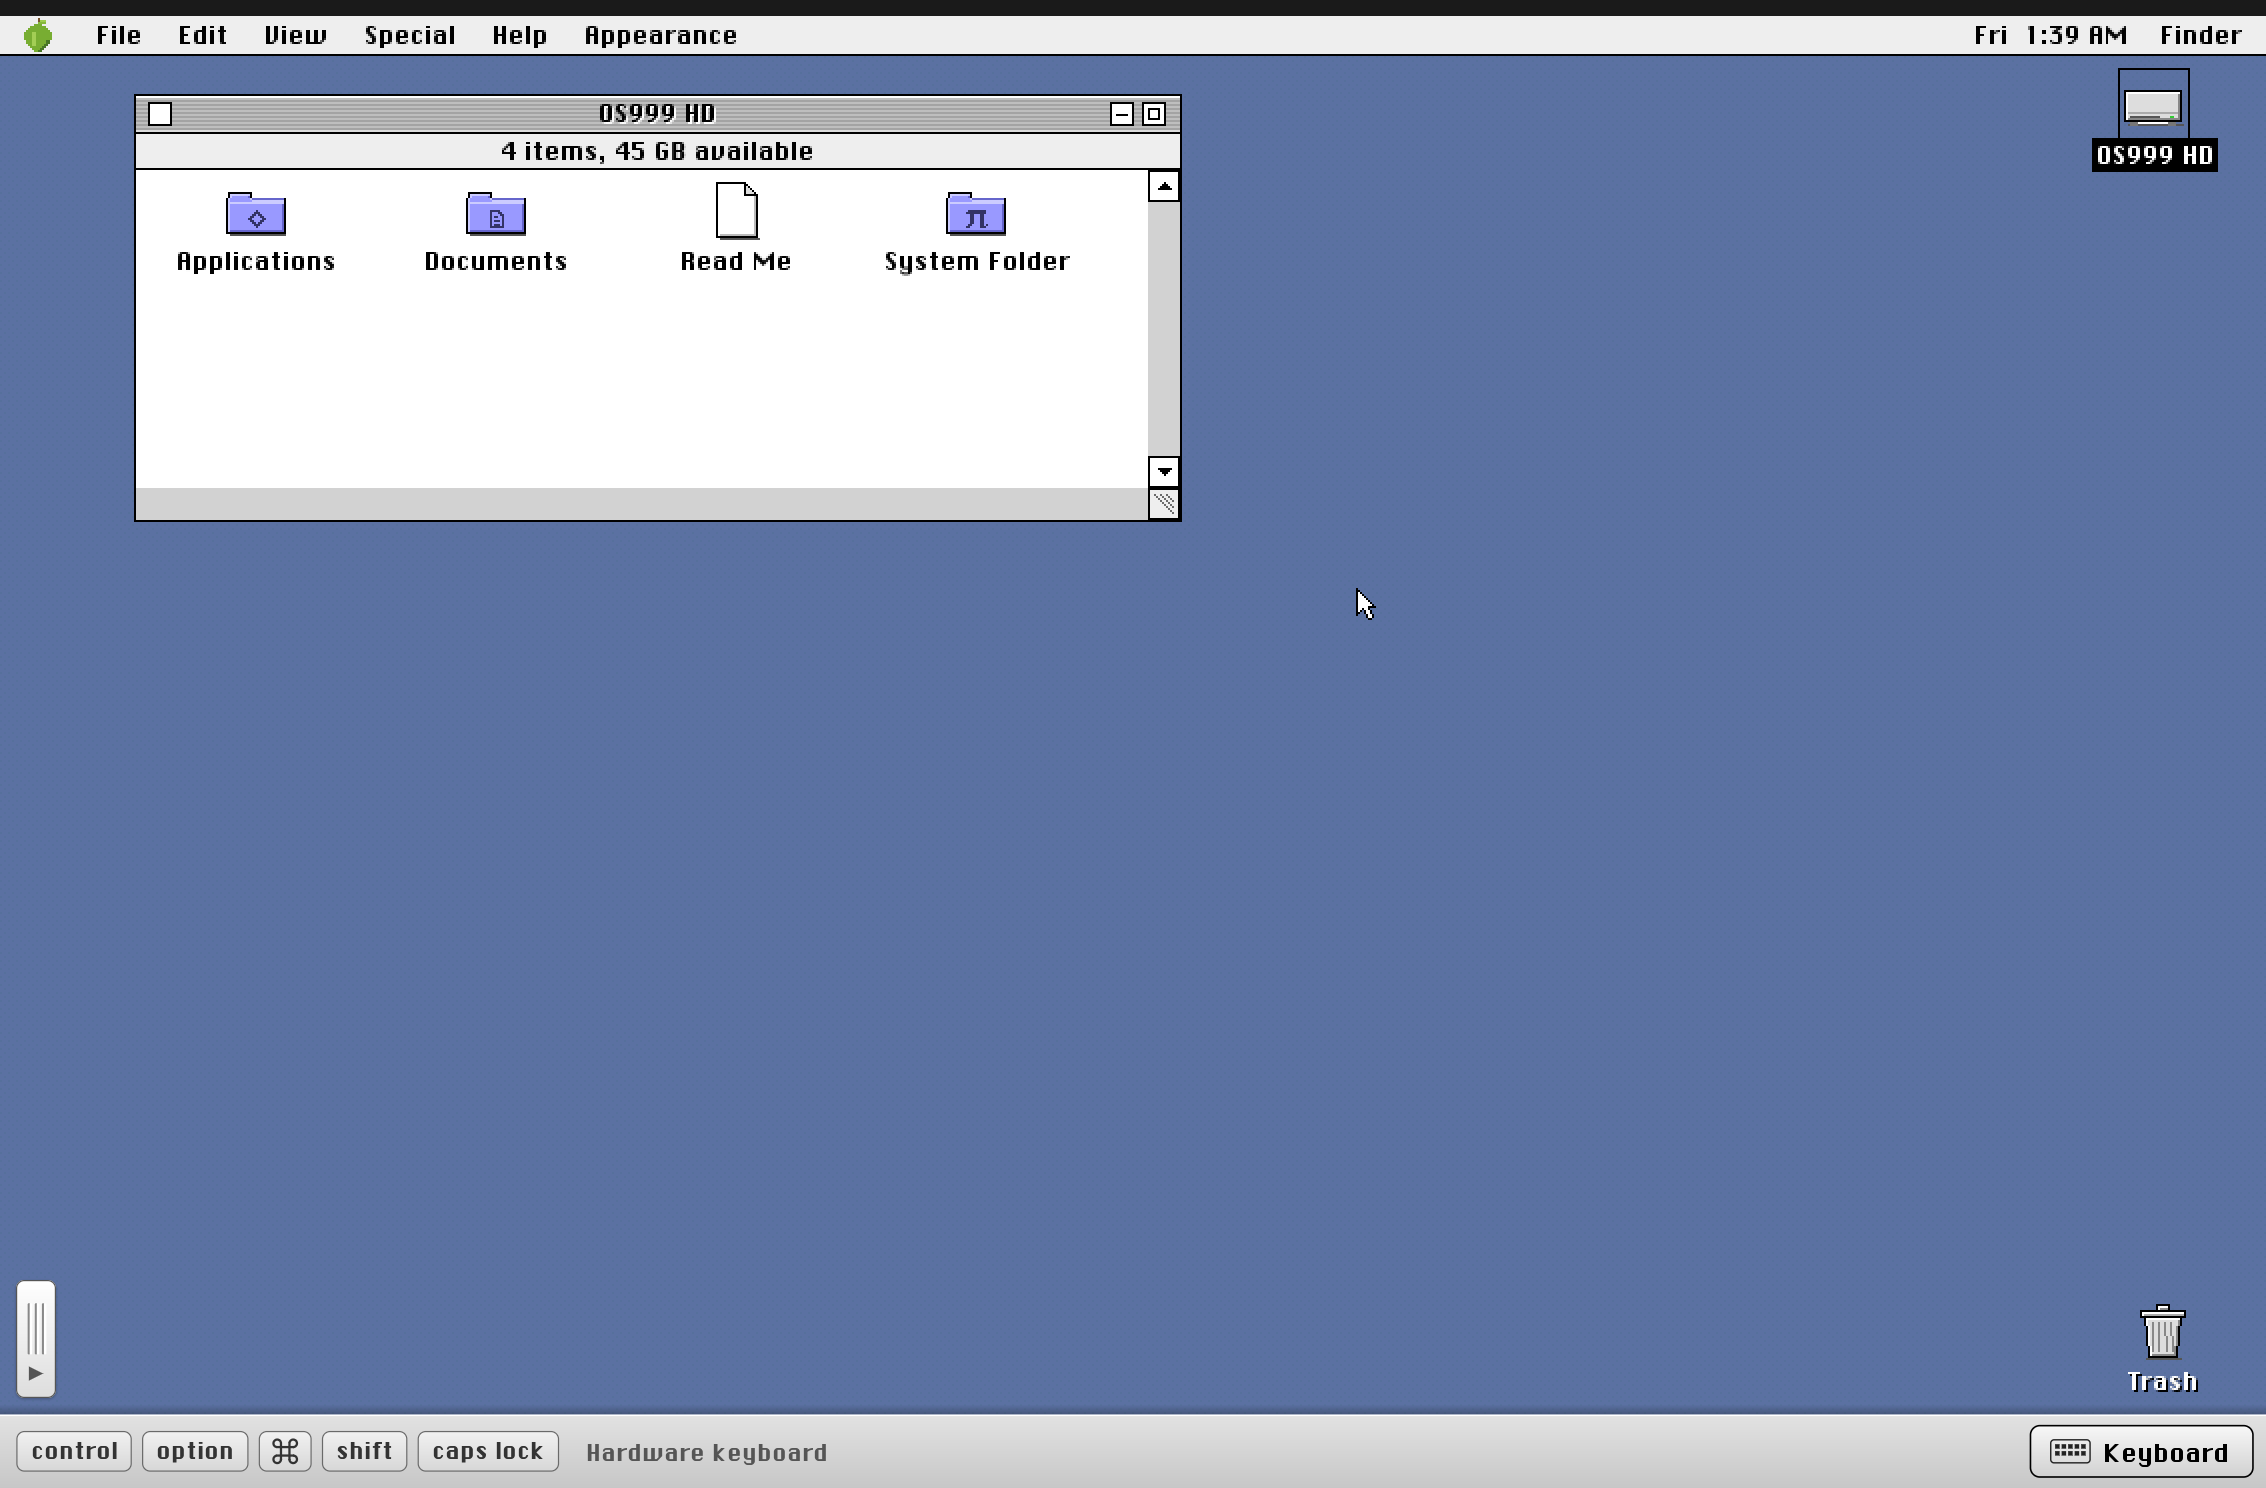 File Edit View Special Help Appearance Fri 1:39 AM Finder
OS999 HD
4 items, 45 GB available
Applications Documents Read Me System Folder
OS999 HD
Trash
control option ⌘ shift caps lock Hardware keyboard Keyboard